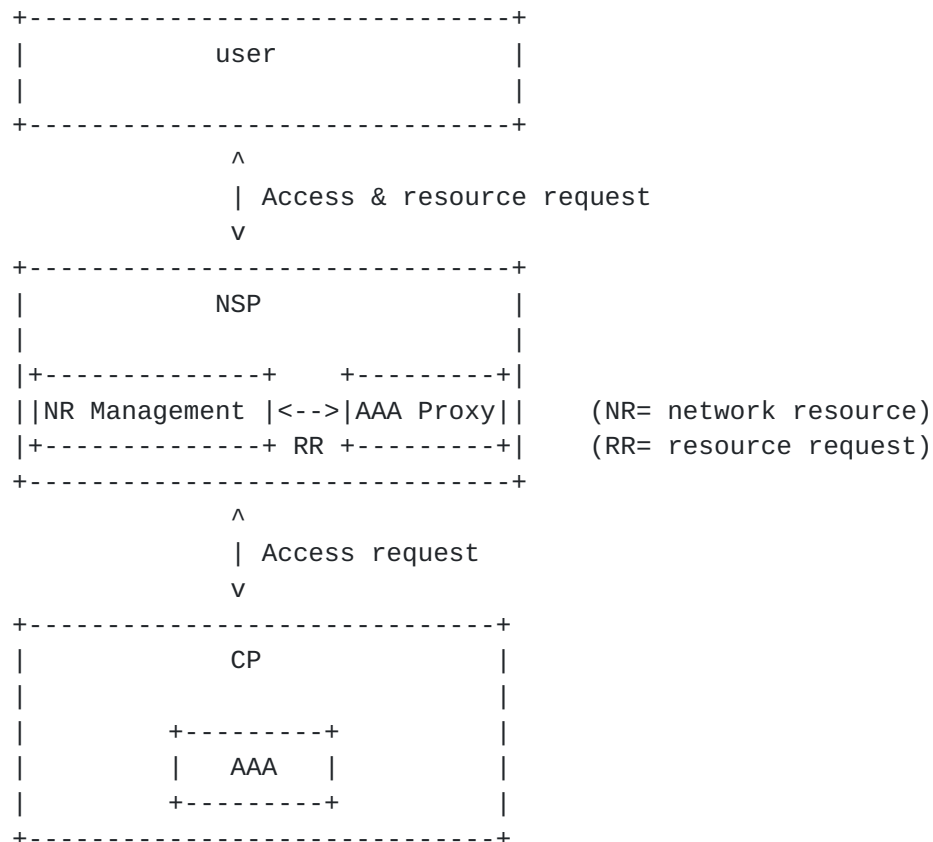 user
Access & resource request
NSP
NR Management <--> AAA Proxy (NR= network resource)
RR (RR= resource request)
Access request
CP
AAA